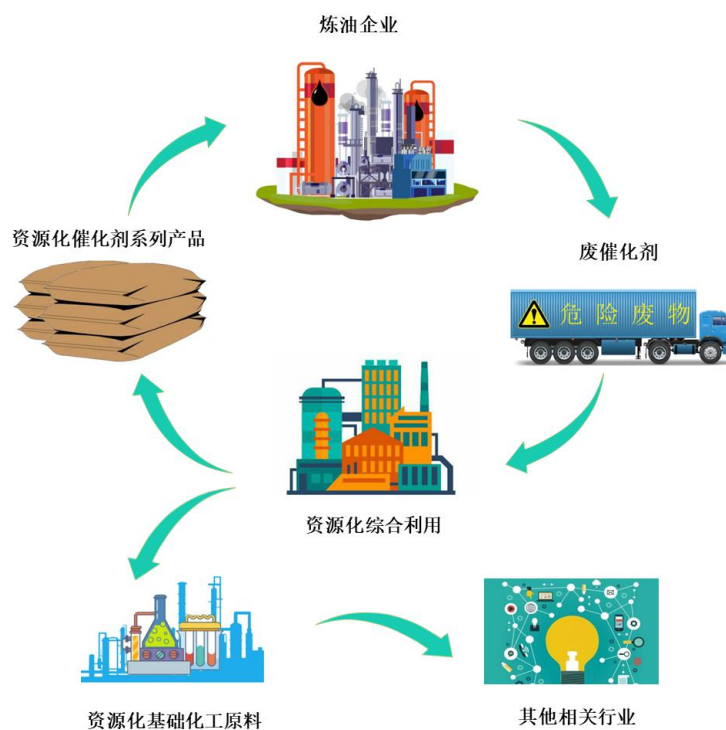 炼油企业
资源化催化剂系列产品
废催化剂
危险废物
资源化综合利用
资源化基础化工原料
其他相关行业